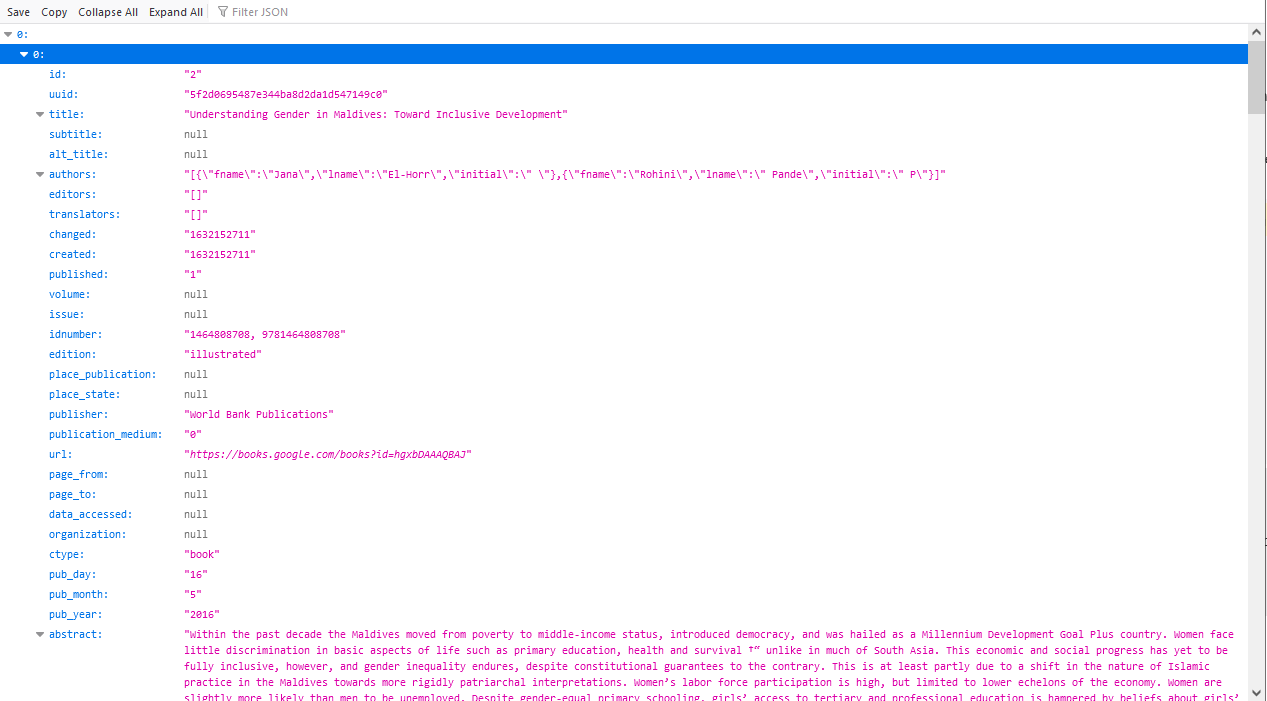 Save Copy Collapse All Expand All Filter JSON
0:
0:
id: "2"
uuid: "5f2d0695487e344ba8d2da1d547149c0"
title: "Understanding Gender in Maldives: Toward Inclusive Development"
subtitle: null
alt_title: null
authors: "[{\"fname\":\"Jana\",\"lname\":\"El-Horr\",\"initial\":\" \"},{\"fname\":\"Rohini\",\"lname\":\" Pande\",\"initial\":\" P\"}]"
editors: "[]"
translators: "[]"
changed: "1632152711"
created: "1632152711"
published: "1"
volume: null
issue: null
idnumber: "1464808708, 9781464808708"
edition: "illustrated"
place_publication: null
place_state: null
publisher: "World Bank Publications"
publication_medium: "0"
url: "https://books.google.com/books?id=hgxbDAAAQBAJ"
page_from: null
page_to: null
data_accessed: null
organization: null
ctype: "book"
pub_day: "16"
pub_month: "5"
pub_year: "2016"
abstract: "Within the past decade the Maldives moved from poverty to middle-income status, introduced democracy, and was hailed as a Millennium Development Goal Plus country. Women face
little discrimination in basic aspects of life such as primary education, health and survival †“ unlike in much of South Asia. This economic and social progress has yet to be
fully inclusive, however, and gender inequality endures, despite constitutional guarantees to the contrary. This is at least partly due to a shift in the nature of Islamic
practice in the Maldives towards more rigidly patriarchal interpretations. Women’s labor force participation is high, but limited to lower echelons of the economy. Women are
slightly more likely than men to be unemployed. Despite gender-equal primary schooling, girls’ access to tertiary and professional education is hampered by beliefs about girls’